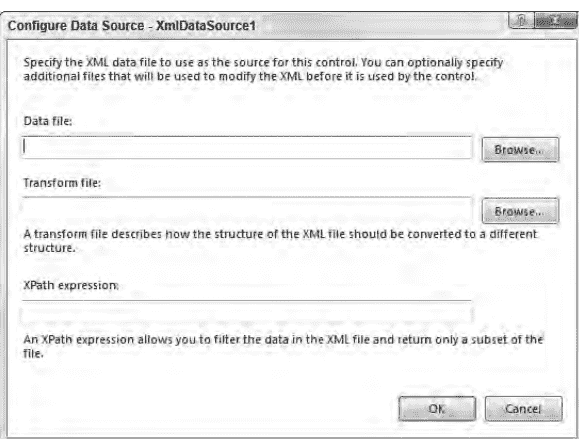 Configure Data Source - XmlDataSource1
Specify the XML data file to use as the source for this control. You can optionally specify
additional files that will be used to modify the XML before it is used by the control.
Data file:
Browse...
Transform file:
Browse...
A transform file describes how the structure of the XML file should be converted to a different
structure.
XPath expression:
An XPath expression allows you to filter the data in the XML file and return only a subset of the
file.
OK
Cancel